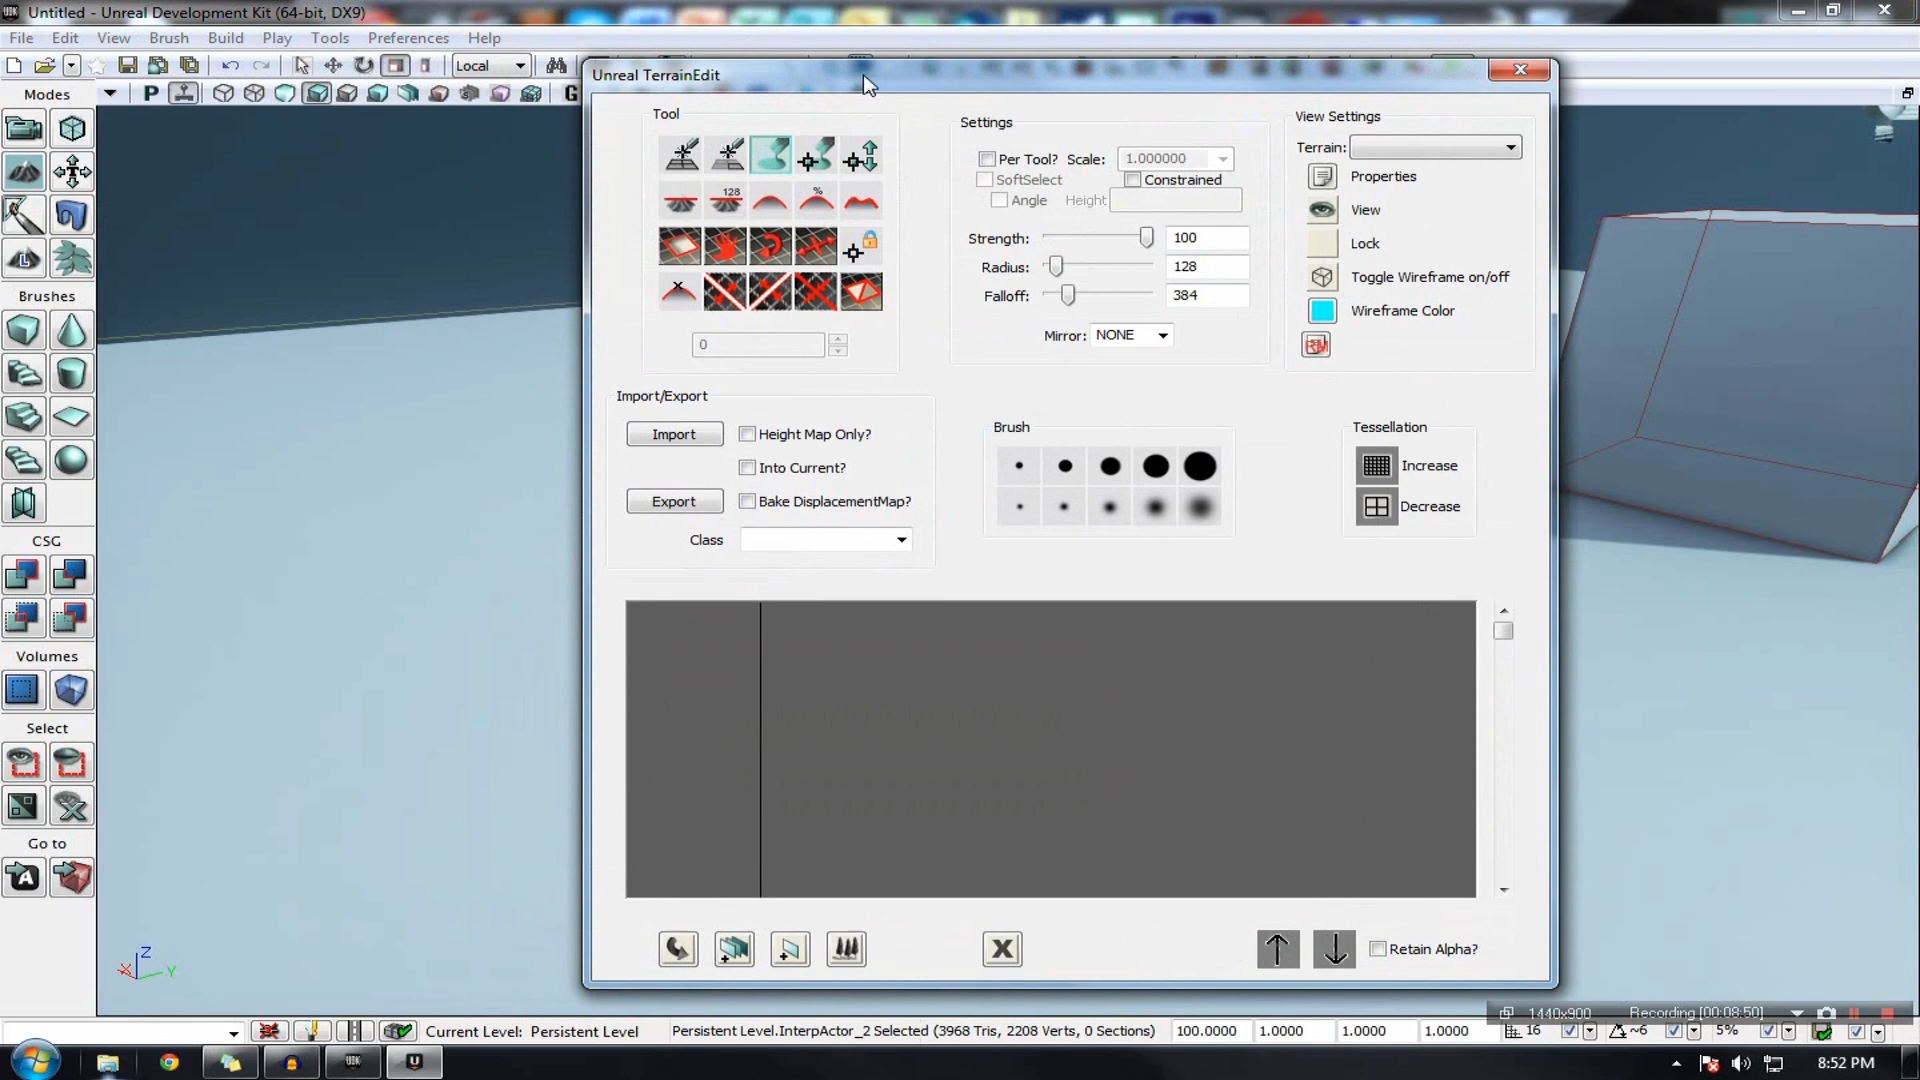 Untitled - Unreal Development Kit (64-bit, DX9)
File Edit View Brush Build Play Tools Preferences Help
Local
Modes
P
G
Brushes
CSG
Volumes
Select
Go to
Unreal TerrainEdit
Tool
128
%
0
Settings
Per Tool? Scale: 1.000000
SoftSelect Constrained
Angle Height
Strength: 100
Radius: 128
Falloff: 384
Mirror: NONE
View Settings
Terrain:
Properties
View
Lock
Toggle Wireframe on/off
Wireframe Color
RM
Import/Export
Import Height Map Only?
Into Current?
Export Bake DisplacementMap?
Class
Brush
Tessellation
Increase
Decrease
Retain Alpha?
Z
X Y
1440x900 Recording [00:08:50]
Current Level: Persistent Level Persistent Level.InterpActor_2 Selected (3968 Tris, 2208 Verts, 0 Sections) 100.0000 1.0000 1.0000 1.0000 16 ~6 5%
8:52 PM